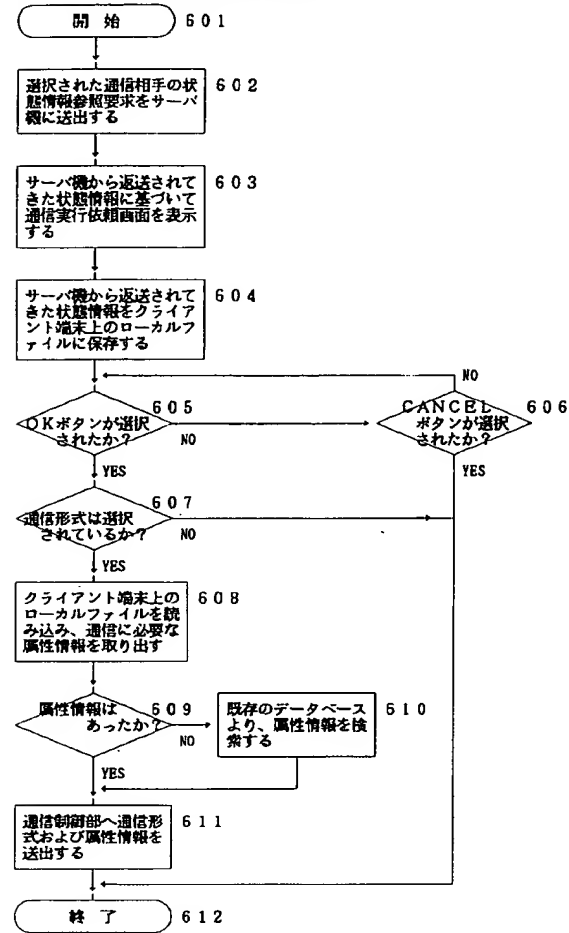 開 始 601
選択された通信相手の状
態情報参照要求をサーバ
機に送出する
602
サーバ機から返送されて
きた状態情報に基づいて
通信実行依頼画面を表示
する
603
サーバ機から返送されて
きた状態情報をクライア
ント端末上のローカルフ
ァイルに保存する
604
NO
OKボタンが選択
されたか?
605
NO
YES
CANCEL
ボタンが選択
されたか?
606
YES
通信形式は選択
されているか?
607
NO
YES
クライアント端末上の
ローカルファイルを読
み込み、通信に必要な
属性情報を取り出す
608
属性情報は
あったか?
609
NO
YES
既存のデータベース
より、属性情報を検
索する
610
通信制御部へ通信形
式および属性情報を
送出する
611
終 了 612